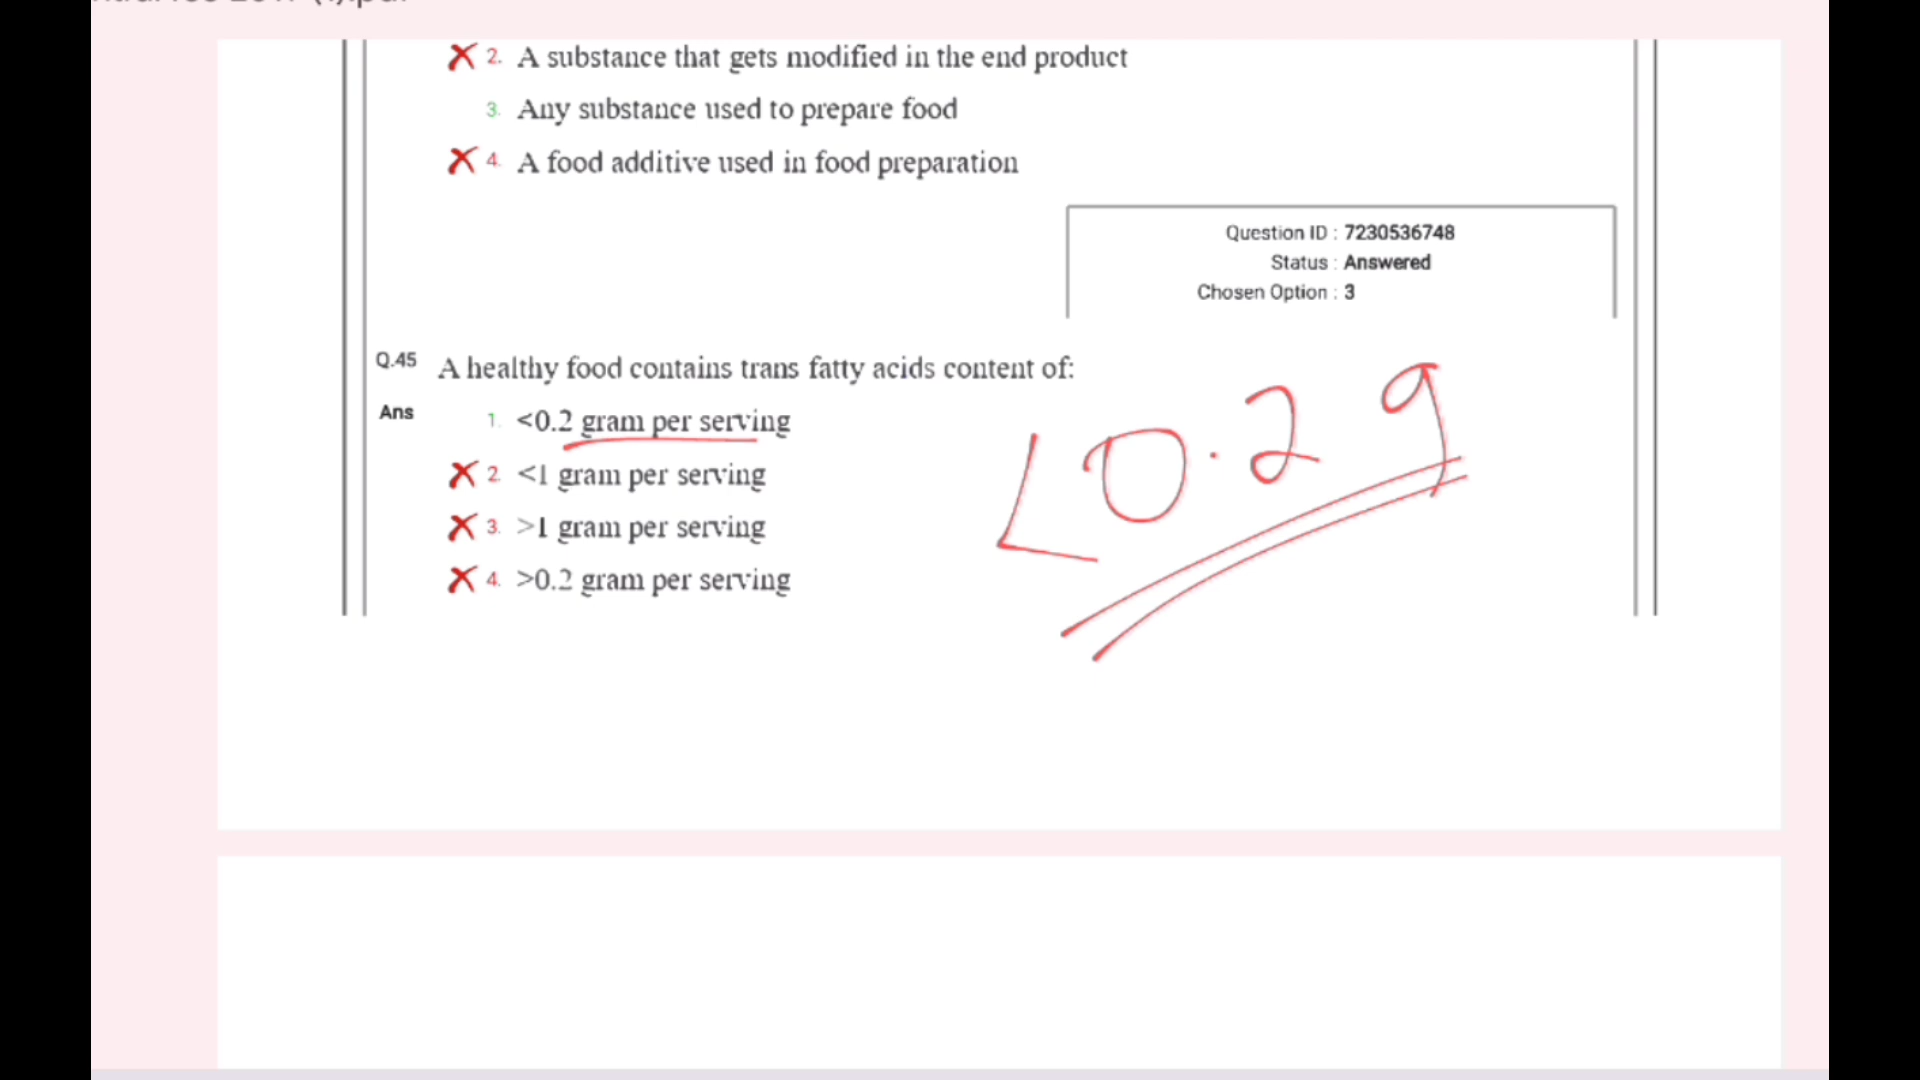 2. A substance that gets modified in the end product
3. Any substance used to prepare food
4. A food additive used in food preparation
Question ID : 7230536748
Status : Answered
Chosen Option : 3
Q.45 A healthy food contains trans fatty acids content of:
Ans 1. <0.2 gram per serving
2. <1 gram per serving
3. >1 gram per serving
4. >0.2 gram per serving
<0.2 g